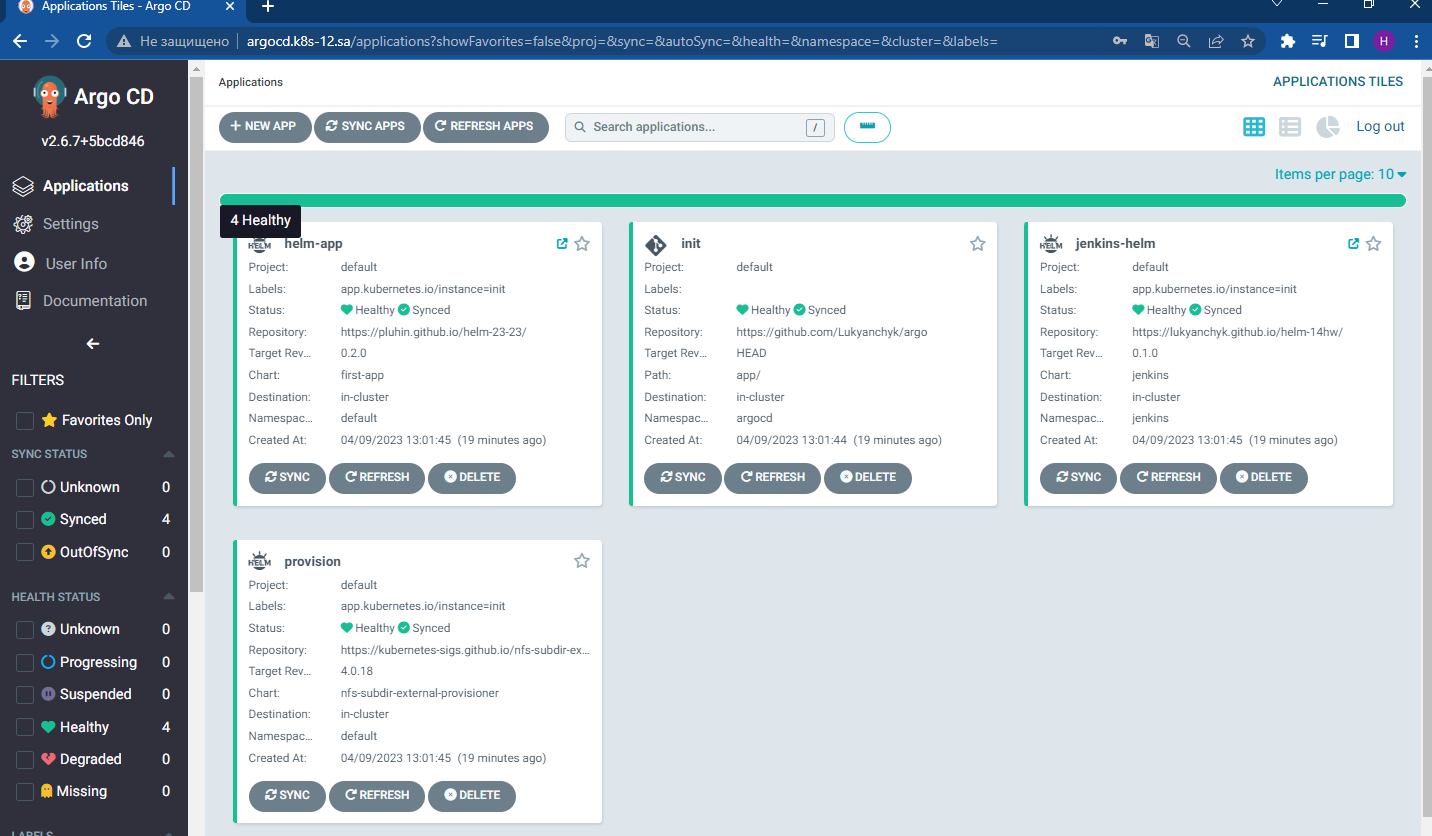 Applications Tiles - Argo CD
Не защищено
argocd.k8s-12.sa/applications?showFavorites=false&proj=&sync=&autoSync=&health=&namespace=&cluster=&labels=
H
Argo CD
v2.6.7+5bcd846
Applications
Settings
User Info
Documentation
FILTERS
Favorites Only
SYNC STATUS
Unknown 0
Synced 4
OutOfSync 0
HEALTH STATUS
Unknown 0
Progressing 0
Suspended 0
Healthy 4
Degraded 0
Missing 0
LABELS
Applications
APPLICATIONS TILES
NEW APP
SYNC APPS
REFRESH APPS
Search applications...
/
Log out
Items per page: 10
4 Healthy
HELM
helm-app
Project: default
Labels: app.kubernetes.io/instance=init
Status: Healthy Synced
Repository: https://pluhin.github.io/helm-23-23/
Target Rev... 0.2.0
Chart: first-app
Destination: in-cluster
Namespac... default
Created At: 04/09/2023 13:01:45 (19 minutes ago)
SYNC REFRESH DELETE
init
Project: default
Labels:
Status: Healthy Synced
Repository: https://github.com/Lukyanchyk/argo
Target Rev... HEAD
Path: app/
Destination: in-cluster
Namespac... argocd
Created At: 04/09/2023 13:01:44 (19 minutes ago)
SYNC REFRESH DELETE
HELM
jenkins-helm
Project: default
Labels: app.kubernetes.io/instance=init
Status: Healthy Synced
Repository: https://lukyanchyk.github.io/helm-14hw/
Target Rev... 0.1.0
Chart: jenkins
Destination: in-cluster
Namespac... jenkins
Created At: 04/09/2023 13:01:45 (19 minutes ago)
SYNC REFRESH DELETE
HELM
provision
Project: default
Labels: app.kubernetes.io/instance=init
Status: Healthy Synced
Repository: https://kubernetes-sigs.github.io/nfs-subdir-ex...
Target Rev... 4.0.18
Chart: nfs-subdir-external-provisioner
Destination: in-cluster
Namespac... default
Created At: 04/09/2023 13:01:45 (19 minutes ago)
SYNC REFRESH DELETE